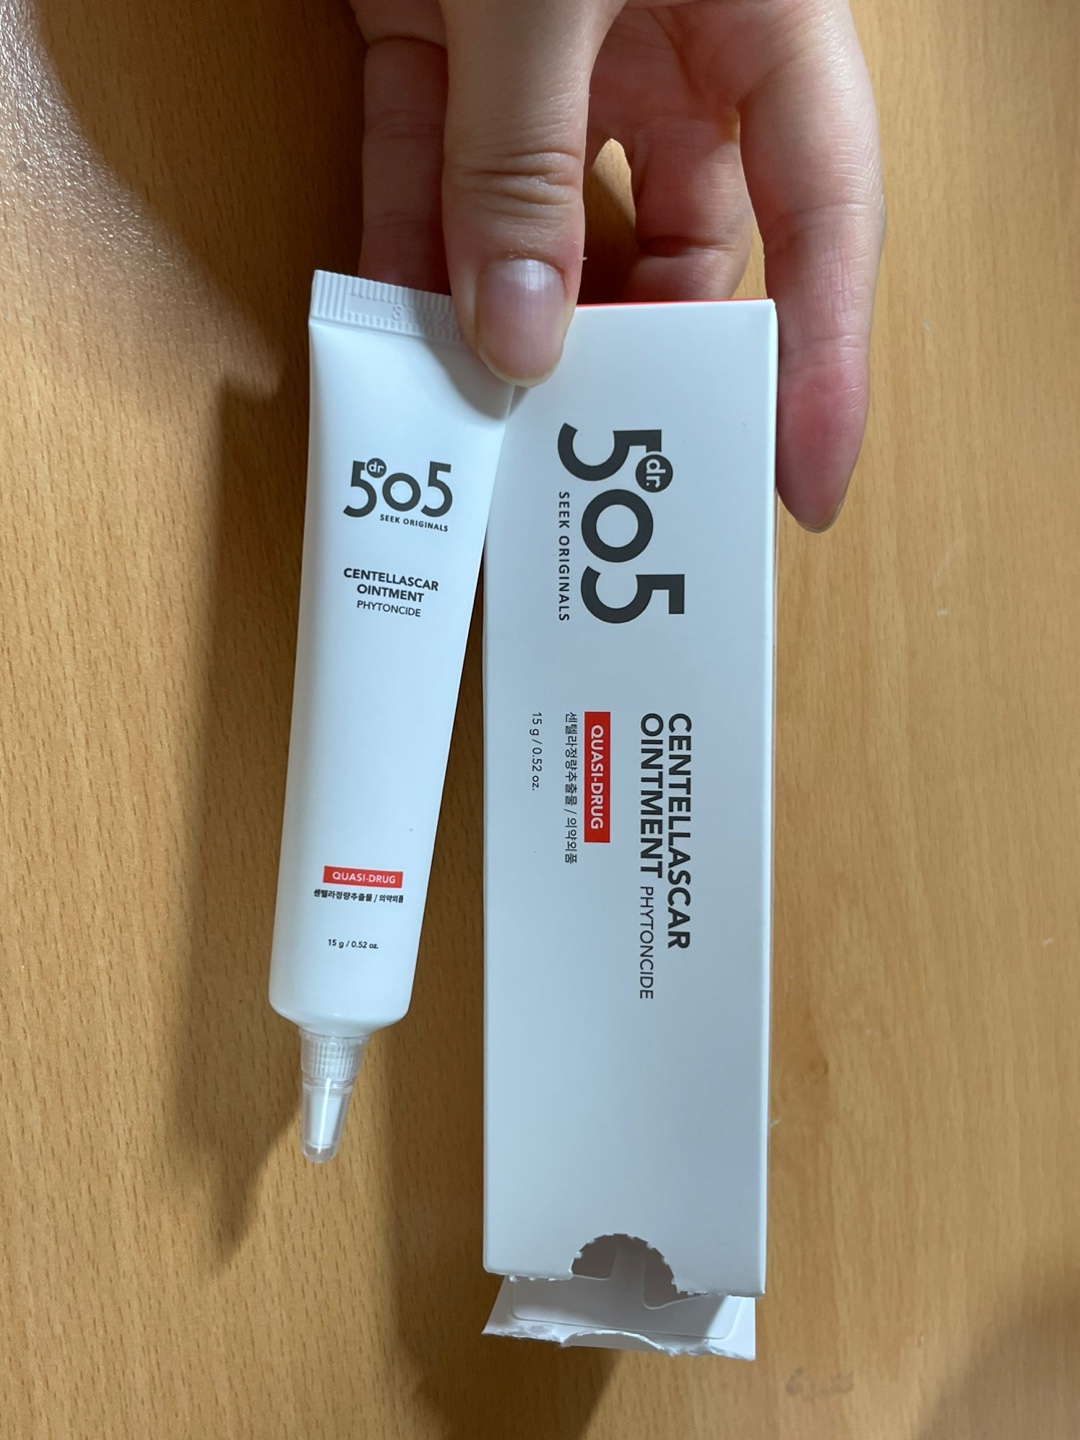 dr.
505
SEEK ORIGINALS
CENTELLASCAR
OINTMENT
PHYTONCIDE
QUASI-DRUG
센텔라정량추출물 / 의약외품
15 g / 0.52 oz.
dr.
505
SEEK ORIGINALS
CENTELLASCAR
OINTMENT PHYTONCIDE
QUASI-DRUG
센텔라정량추출물 / 의약외품
15 g / 0.52 oz.